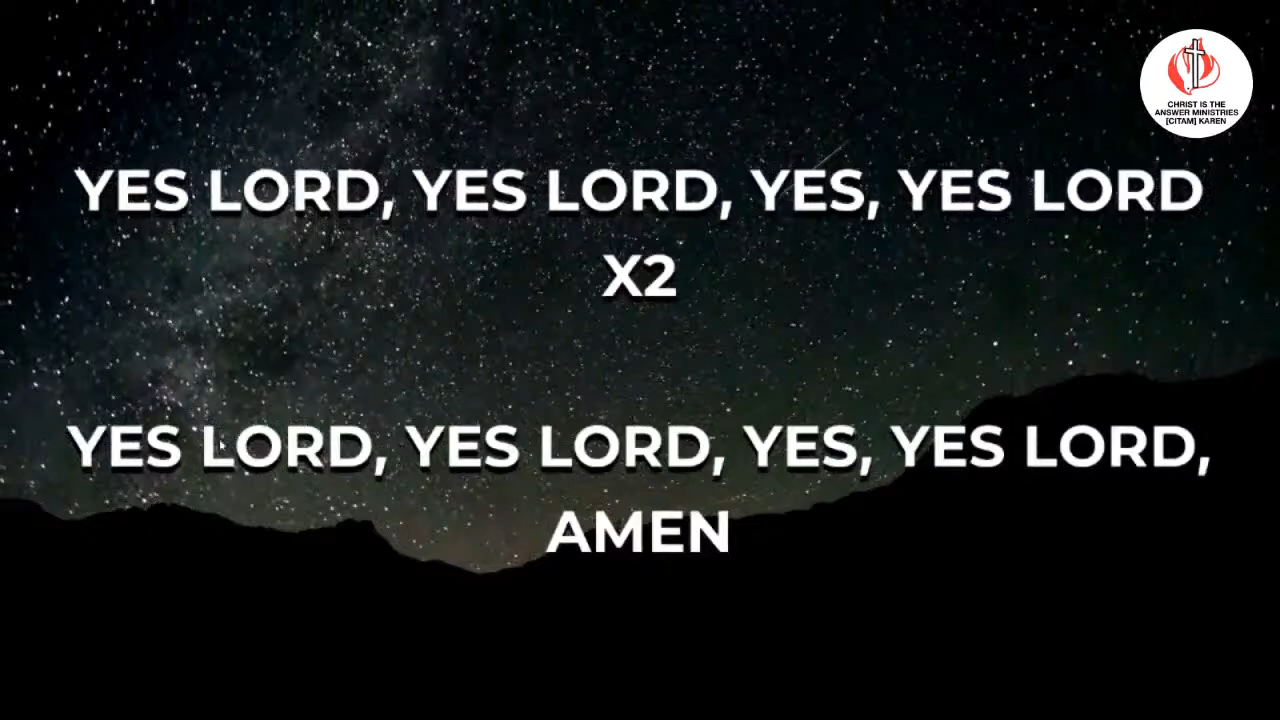 CHRIST IS THE
ANSWER MINISTRIES
[CITAM] KAREN
YES LORD, YES LORD, YES, YES LORD
X2
YES LORD, YES LORD, YES, YES LORD,
AMEN